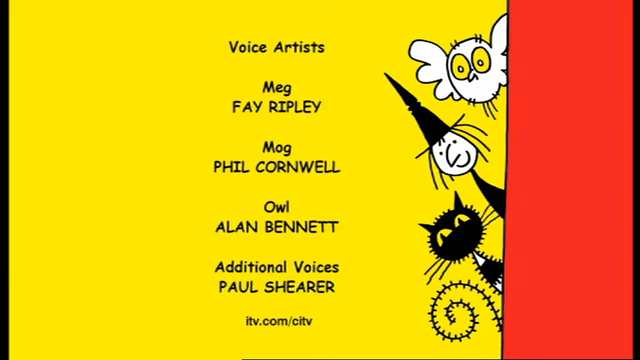 Voice Artists
Meg
FAY RIPLEY
Mog
PHIL CORNWELL
Owl
ALAN BENNETT
Additional Voices
PAUL SHEARER
itv.com/citv